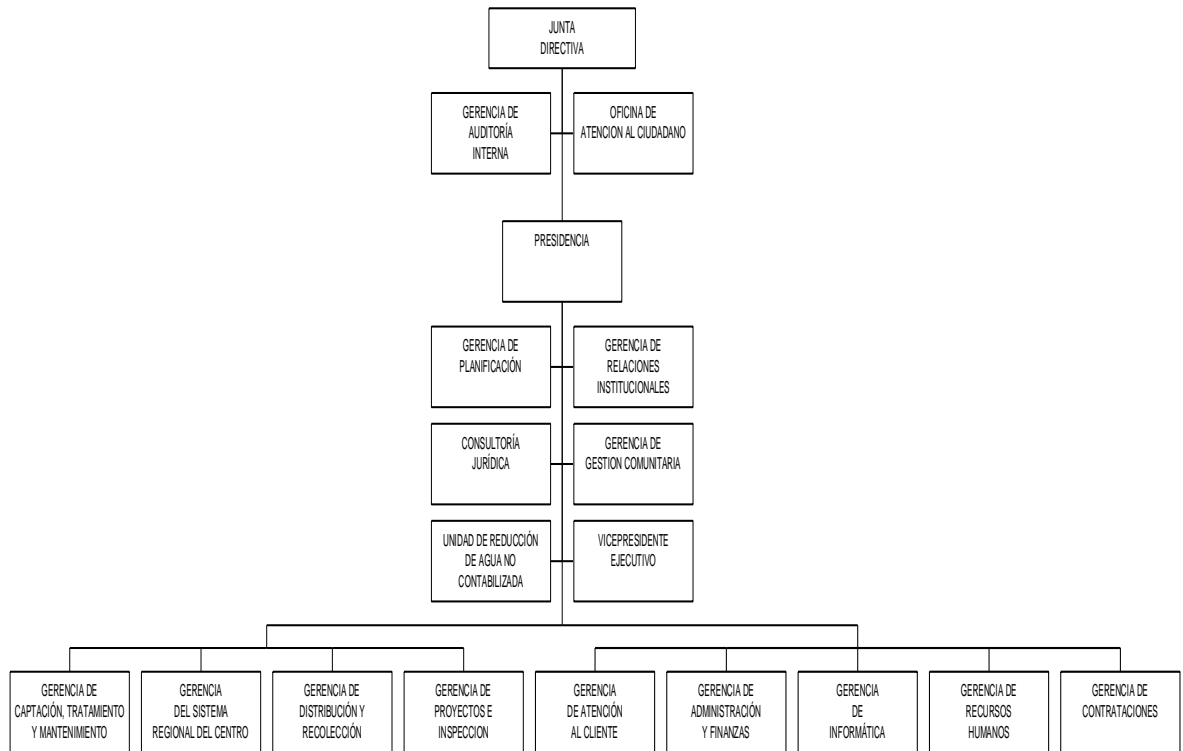 JUNTA
DIRECTIVA
GERENCIA DE
AUDITORÍA
INTERNA
OFICINA DE
ATENCION AL CIUDADANO
PRESIDENCIA
GERENCIA DE
PLANIFICACIÓN
GERENCIA DE
RELACIONES
INSTITUCIONALES
CONSULTORÍA
JURÍDICA
GERENCIA DE
GESTION COMUNITARIA
UNIDAD DE REDUCCIÓN
DE AGUA NO
CONTABILIZADA
VICEPRESIDENTE
EJECUTIVO
GERENCIA DE
CAPTACIÓN, TRATAMIENTO
Y MANTENIMIENTO
GERENCIA
DEL SISTEMA
REGIONAL DEL CENTRO
GERENCIA DE
DISTRIBUCIÓN Y
RECOLECCIÓN
GERENCIA DE
PROYECTOS E
INSPECCION
GERENCIA
DE ATENCIÓN
AL CLIENTE
GERENCIA DE
ADMINISTRACIÓN
Y FINANZAS
GERENCIA
DE
INFORMÁTICA
GERENCIA DE
RECURSOS
HUMANOS
GERENCIA DE
CONTRATACIONES